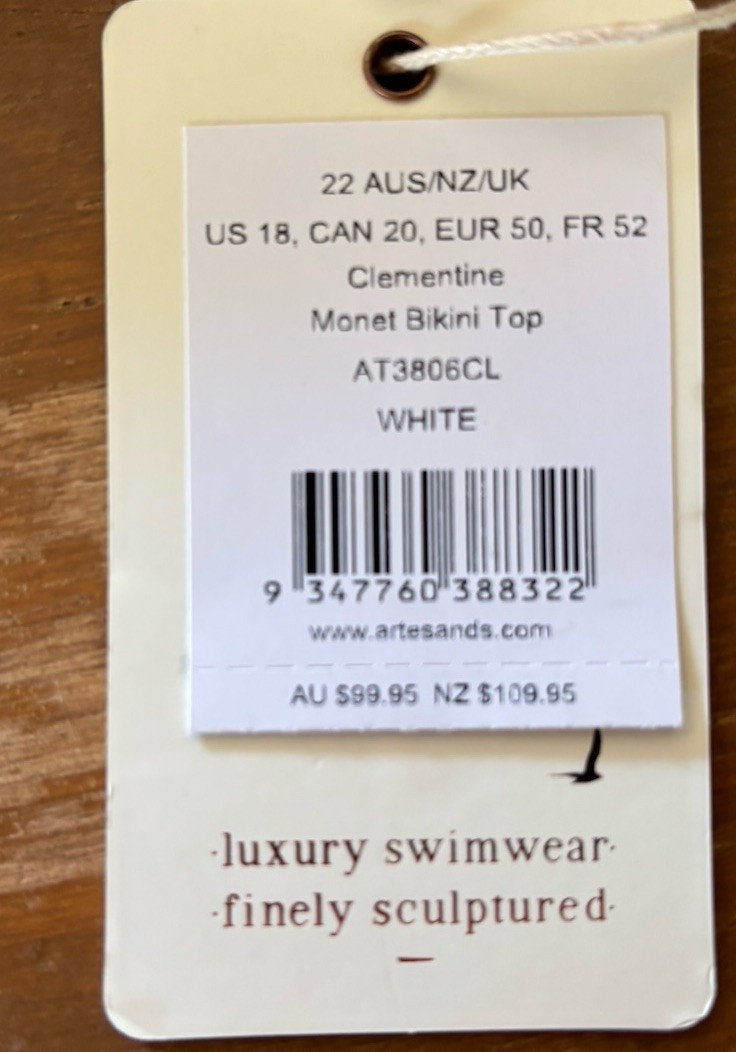 22 AUS/NZ/UK
US 18, CAN 20, EUR 50, FR 52
Clementine
Monet Bikini Top
AT3806CL
WHITE
9 347760 388322
www.artesands.com
AU $99.95 NZ $109.95
·luxury swimwear·
·finely sculptured·